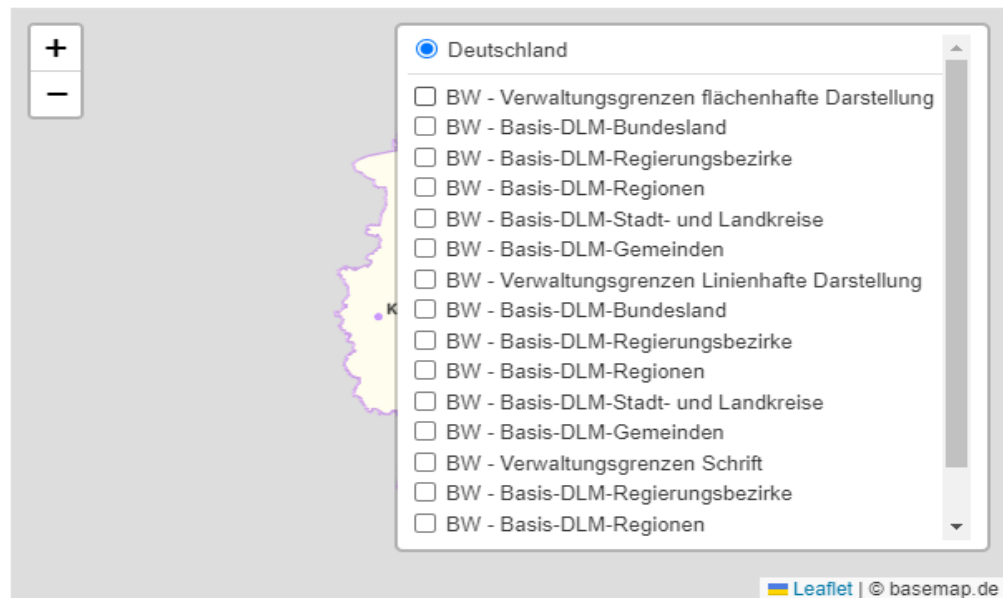 +
−
Deutschland
BW - Verwaltungsgrenzen flächenhafte Darstellung
BW - Basis-DLM-Bundesland
BW - Basis-DLM-Regierungsbezirke
BW - Basis-DLM-Regionen
BW - Basis-DLM-Stadt- und Landkreise
BW - Basis-DLM-Gemeinden
BW - Verwaltungsgrenzen Linienhafte Darstellung
BW - Basis-DLM-Bundesland
BW - Basis-DLM-Regierungsbezirke
BW - Basis-DLM-Regionen
K
BW - Basis-DLM-Stadt- und Landkreise
BW - Basis-DLM-Gemeinden
BW - Verwaltungsgrenzen Schrift
BW - Basis-DLM-Regierungsbezirke
BW - Basis-DLM-Regionen
Leaflet | © basemap.de